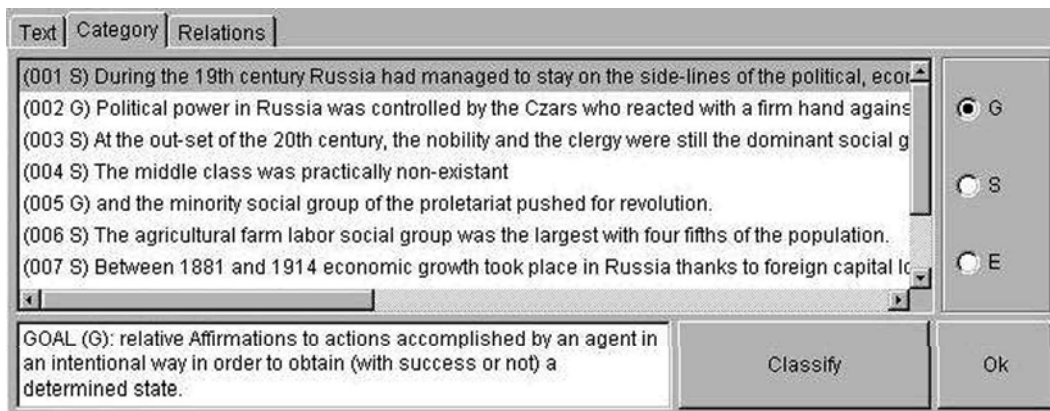 Text Category Relations
(001 S) During the 19th century Russia had managed to stay on the side-lines of the political,
(002 G) Political power in Russia was controlled by the Czars who reacted with a firm hand
(003 S) At the out-set of the 20th century, the nobility and the clergy were still the dominant social
(004 S) The middle class was practically non-existant
(005 G) and the minority social group of the proletariat pushed for revolution.
(006 S) The agricultural farm labor social group was the largest with four fifths of the population.
(007 S) Between 1881 and 1914 economic growth took place in Russia thanks to foreign capital
G
S
E
GOAL (G): relative Affirmations to actions accomplished by an agent in
an intentional way in order to obtain (with success or not) a
determined state.
Classify
Ok